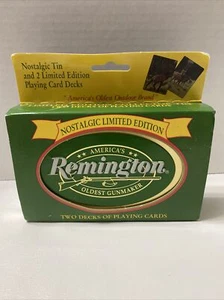 Nostalgic Tin
and 2 Limited Edition
Playing Card Decks
"America's Oldest Outdoor Brand"
NOSTALGIC LIMITED EDITION
AMERICA'S
Remington
OLDEST GUNMAKER
TWO DECKS OF PLAYING CARDS